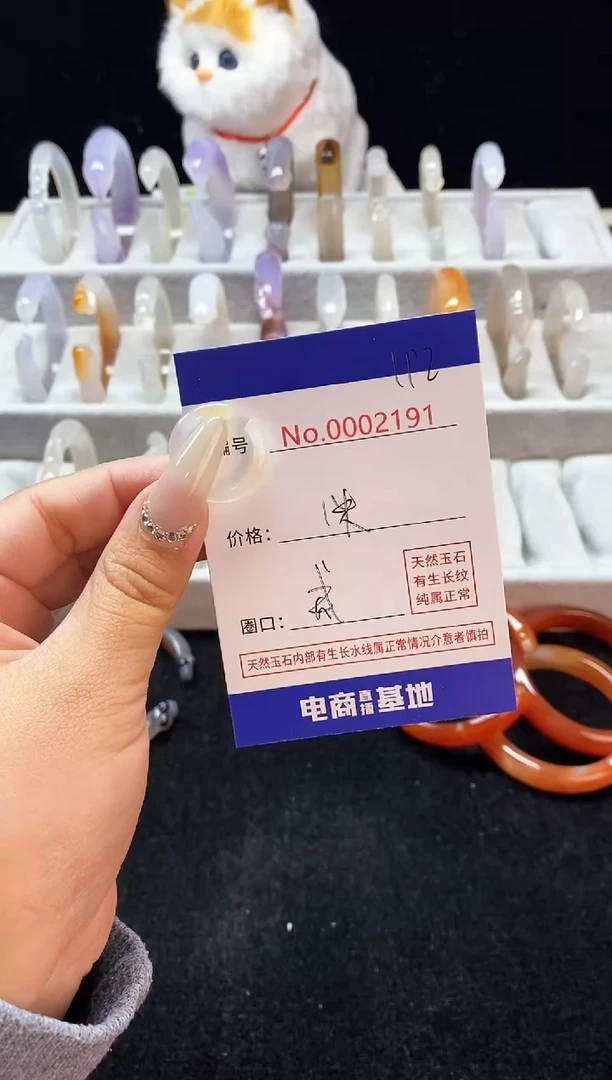 No.0002191
编号
价格：
天然玉石
有生长纹
纯属正常
圈口：
天然玉石内部有生长水线属正常情况介意者慎拍
电商直播基地